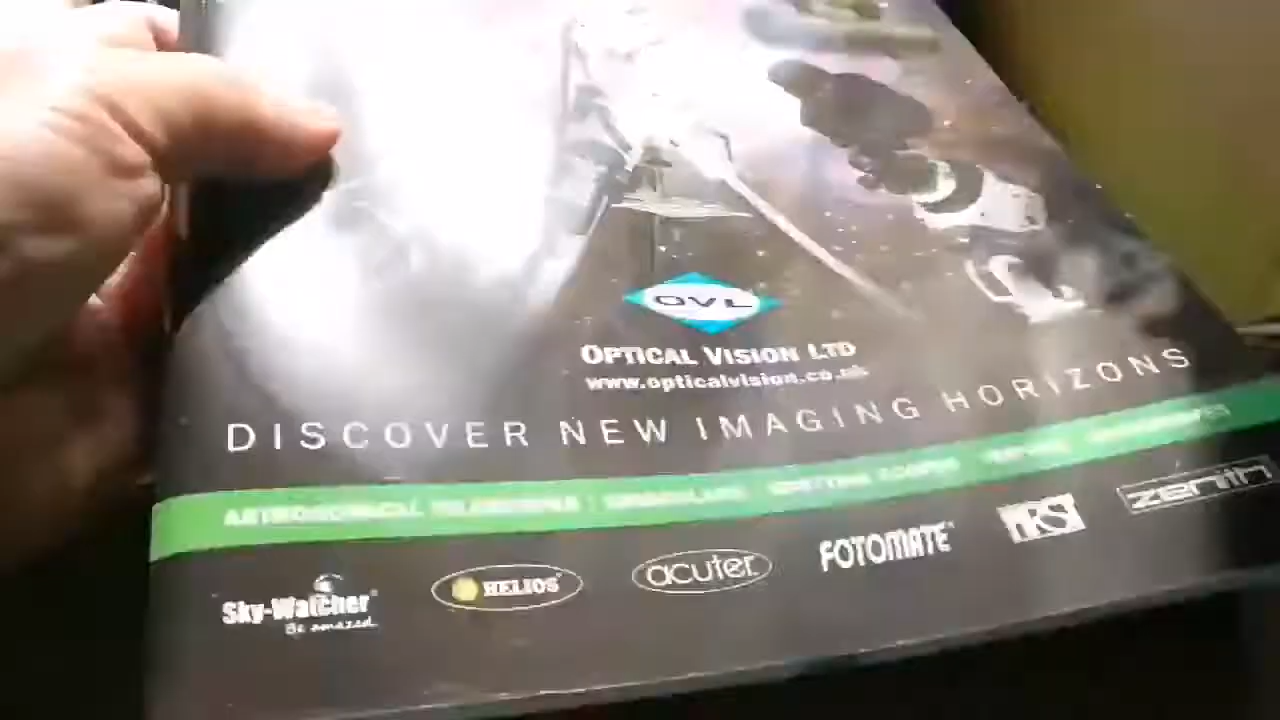 OVL
OPTICAL VISION LTD
www.opticalvision.co.uk
DISCOVER NEW IMAGING HORIZONS
ASTRONOMICAL TELESCOPES BINOCULARS SPOTTING SCOPES
Sky-Watcher®
Be amazed.
HELIOS®
acuter
FOTOMATE®
zenith